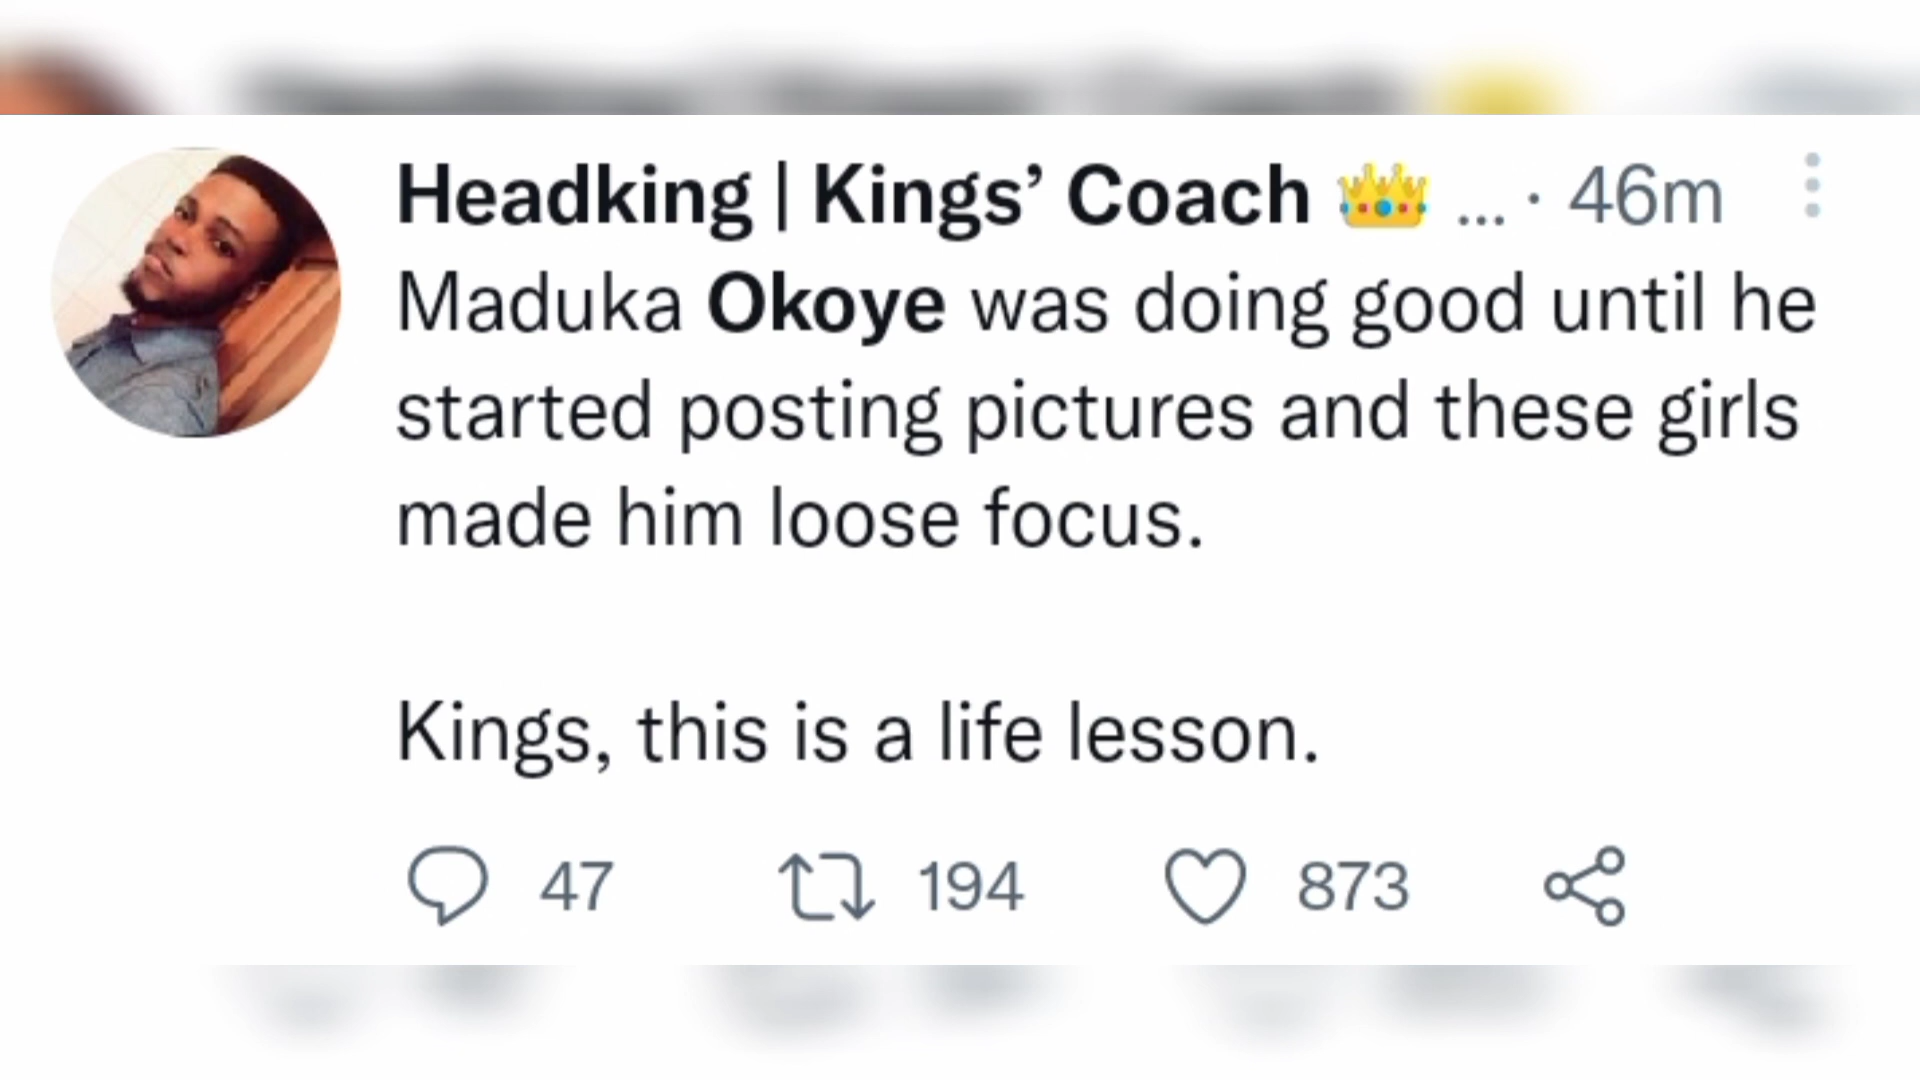 Headking | Kings’ Coach 👑 ... · 46m
Maduka Okoye was doing good until he
started posting pictures and these girls
made him loose focus.
Kings, this is a life lesson.
47 194 873